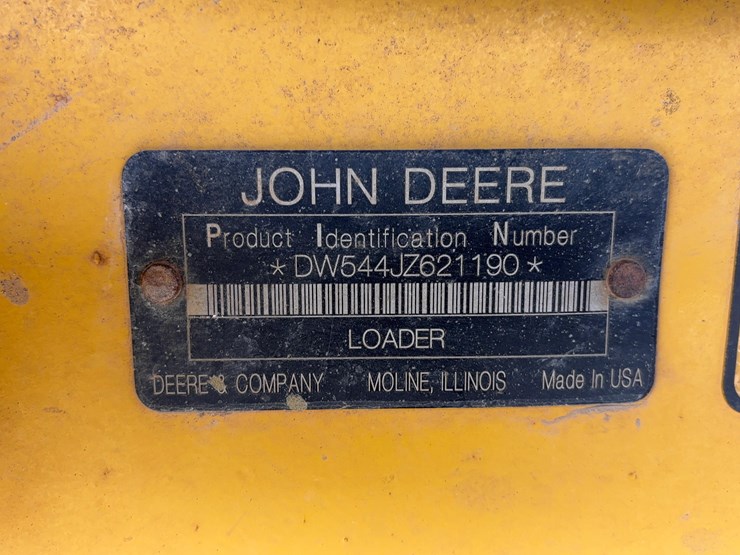 JOHN DEERE
Product Identification Number
* DW544JZ621190 *
LOADER
DEERE & COMPANY MOLINE, ILLINOIS Made In USA